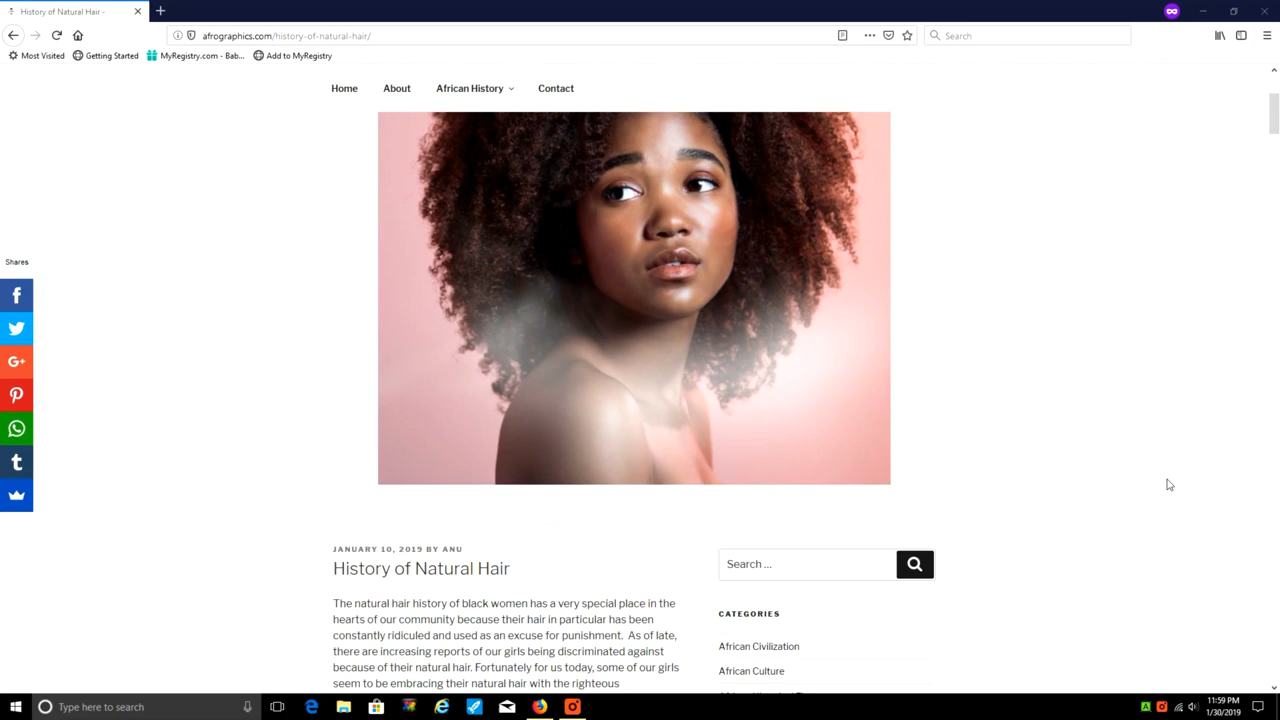 History of Natural Hair -
afrographics.com/history-of-natural-hair/
Search
Most Visited
Getting Started
MyRegistry.com - Bab...
Add to MyRegistry
Home
About
African History
Contact
Shares
JANUARY 10, 2019 BY ANU
History of Natural Hair
The natural hair history of black women has a very special place in the
hearts of our community because their hair in particular has been
constantly ridiculed and used as an excuse for punishment. As of late,
there are increasing reports of our girls being discriminated against
because of their natural hair. Fortunately for us today, some of our girls
seem to be embracing their natural hair with the righteous
Search ...
CATEGORIES
African Civilization
African Culture
Type here to search
11:59 PM
1/30/2019